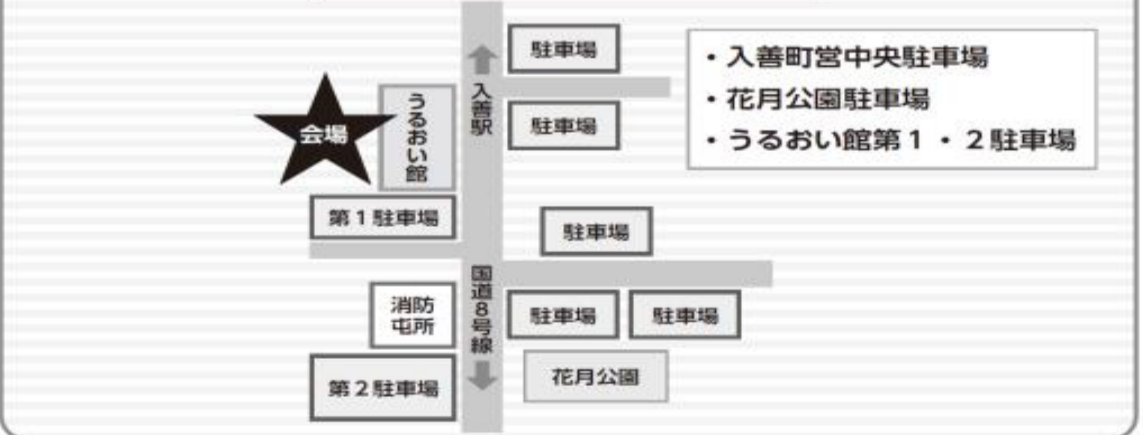 駐車場
・入善町営中央駐車場
・花月公園駐車場
・うるおい館第1・2駐車場
入善駅
会場
うるおい館
駐車場
第1駐車場
駐車場
国道8号線
消防
屯所
駐車場
駐車場
第2駐車場
花月公園